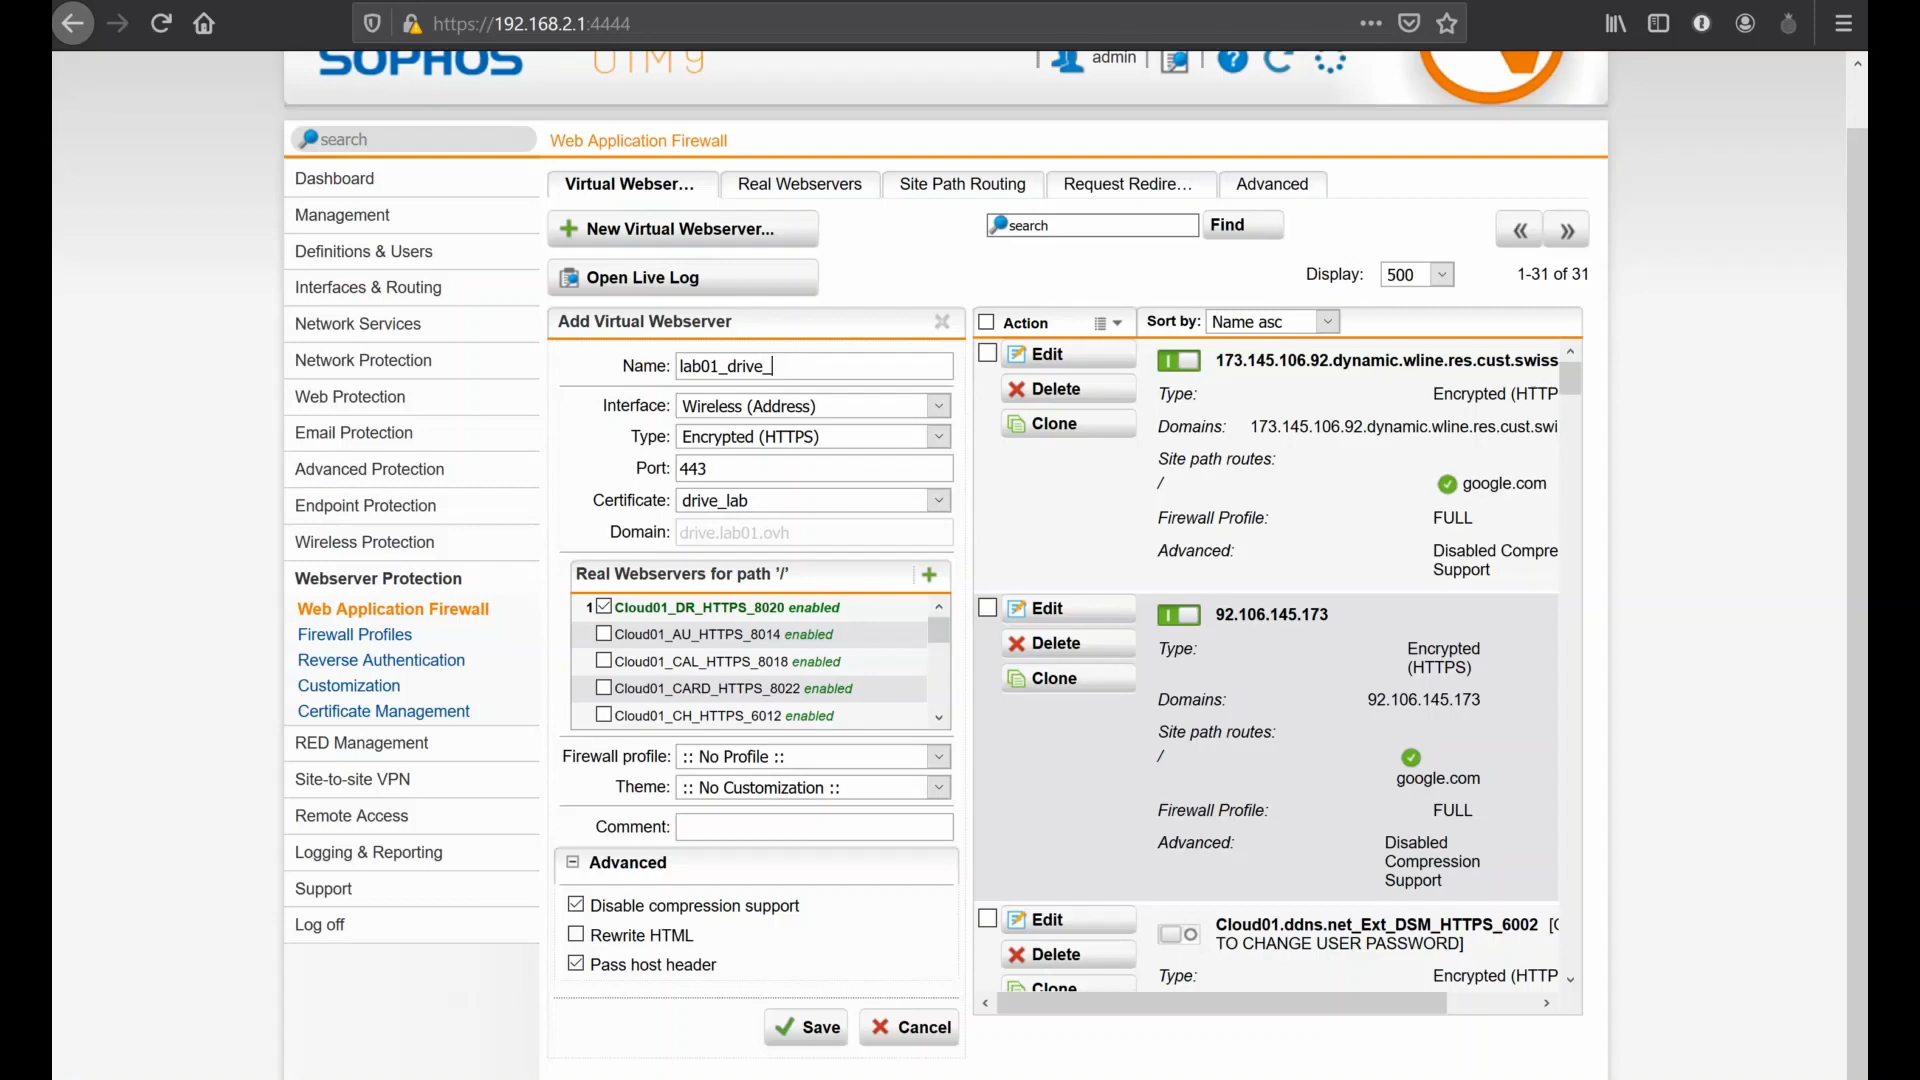 https://192.168.2.1:4444
SOPHOS UTM 9
admin
search
Web Application Firewall
Dashboard
Management
Definitions & Users
Interfaces & Routing
Network Services
Network Protection
Web Protection
Email Protection
Advanced Protection
Endpoint Protection
Wireless Protection
Webserver Protection
Web Application Firewall
Firewall Profiles
Reverse Authentication
Customization
Certificate Management
RED Management
Site-to-site VPN
Remote Access
Logging & Reporting
Support
Log off
Virtual Webser... Real Webservers Site Path Routing Request Redire... Advanced
New Virtual Webserver...
search Find
Open Live Log
Display: 500 1-31 of 31
Add Virtual Webserver
Name: lab01_drive_
Interface: Wireless (Address)
Type: Encrypted (HTTPS)
Port: 443
Certificate: drive_lab
Domain: drive.lab01.ovh
Real Webservers for path '/'
1 Cloud01_DR_HTTPS_8020 enabled
Cloud01_AU_HTTPS_8014 enabled
Cloud01_CAL_HTTPS_8018 enabled
Cloud01_CARD_HTTPS_8022 enabled
Cloud01_CH_HTTPS_6012 enabled
Firewall profile: :: No Profile ::
Theme: :: No Customization ::
Comment:
Advanced
Disable compression support
Rewrite HTML
Pass host header
Save Cancel
Action Sort by: Name asc
Edit
Delete
Clone
173.145.106.92.dynamic.wline.res.cust.swiss
Type: Encrypted (HTTP
Domains: 173.145.106.92.dynamic.wline.res.cust.swi
Site path routes:
/ google.com
Firewall Profile: FULL
Advanced: Disabled Compre
Support
Edit
Delete
Clone
92.106.145.173
Type: Encrypted
(HTTPS)
Domains: 92.106.145.173
Site path routes:
/
google.com
Firewall Profile: FULL
Advanced: Disabled
Compression
Support
Edit
Delete
Clone
Cloud01.ddns.net_Ext_DSM_HTTPS_6002 [
TO CHANGE USER PASSWORD]
Type: Encrypted (HTTP